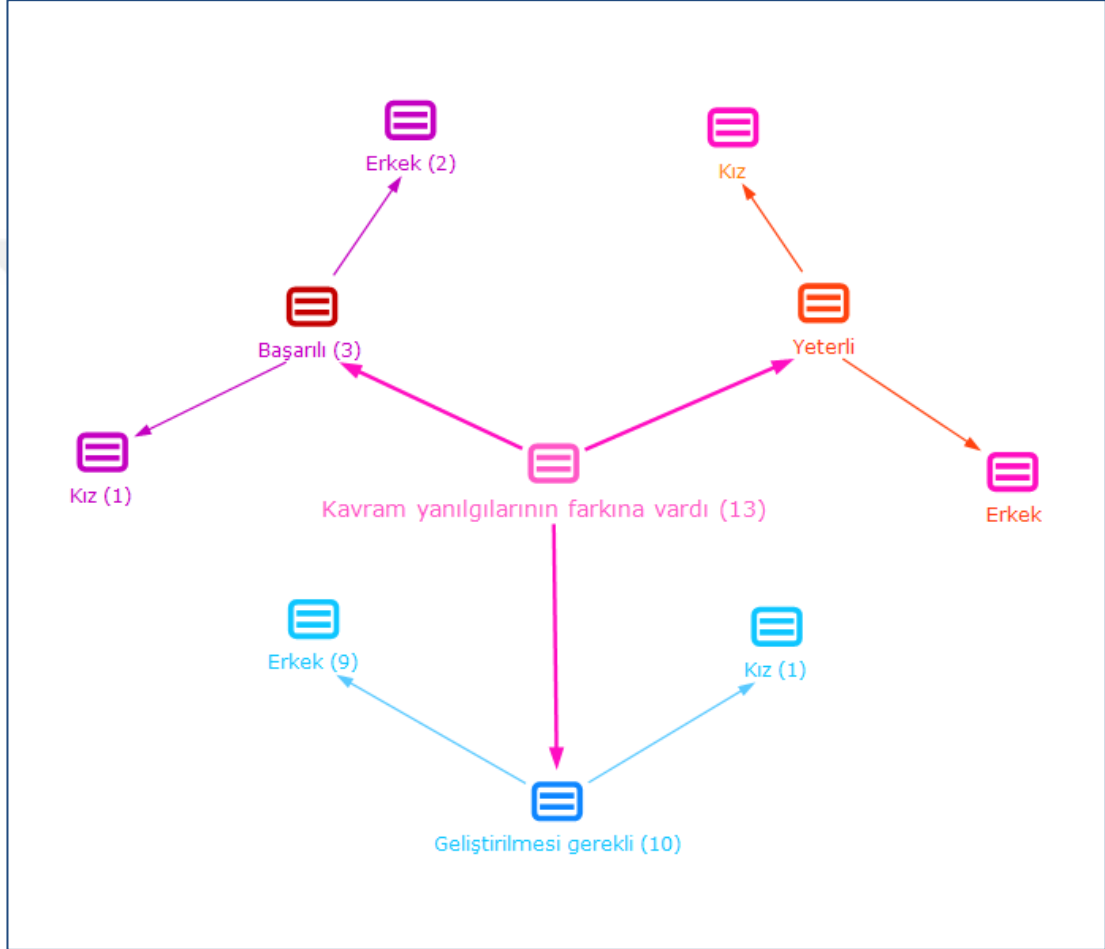 Erkek (2)
Kız
Başarılı (3)
Yeterli
Kız (1)
Kavram yanılgılarının farkına vardı (13)
Erkek
Erkek (9)
Kız (1)
Geliştirilmesi gerekli (10)